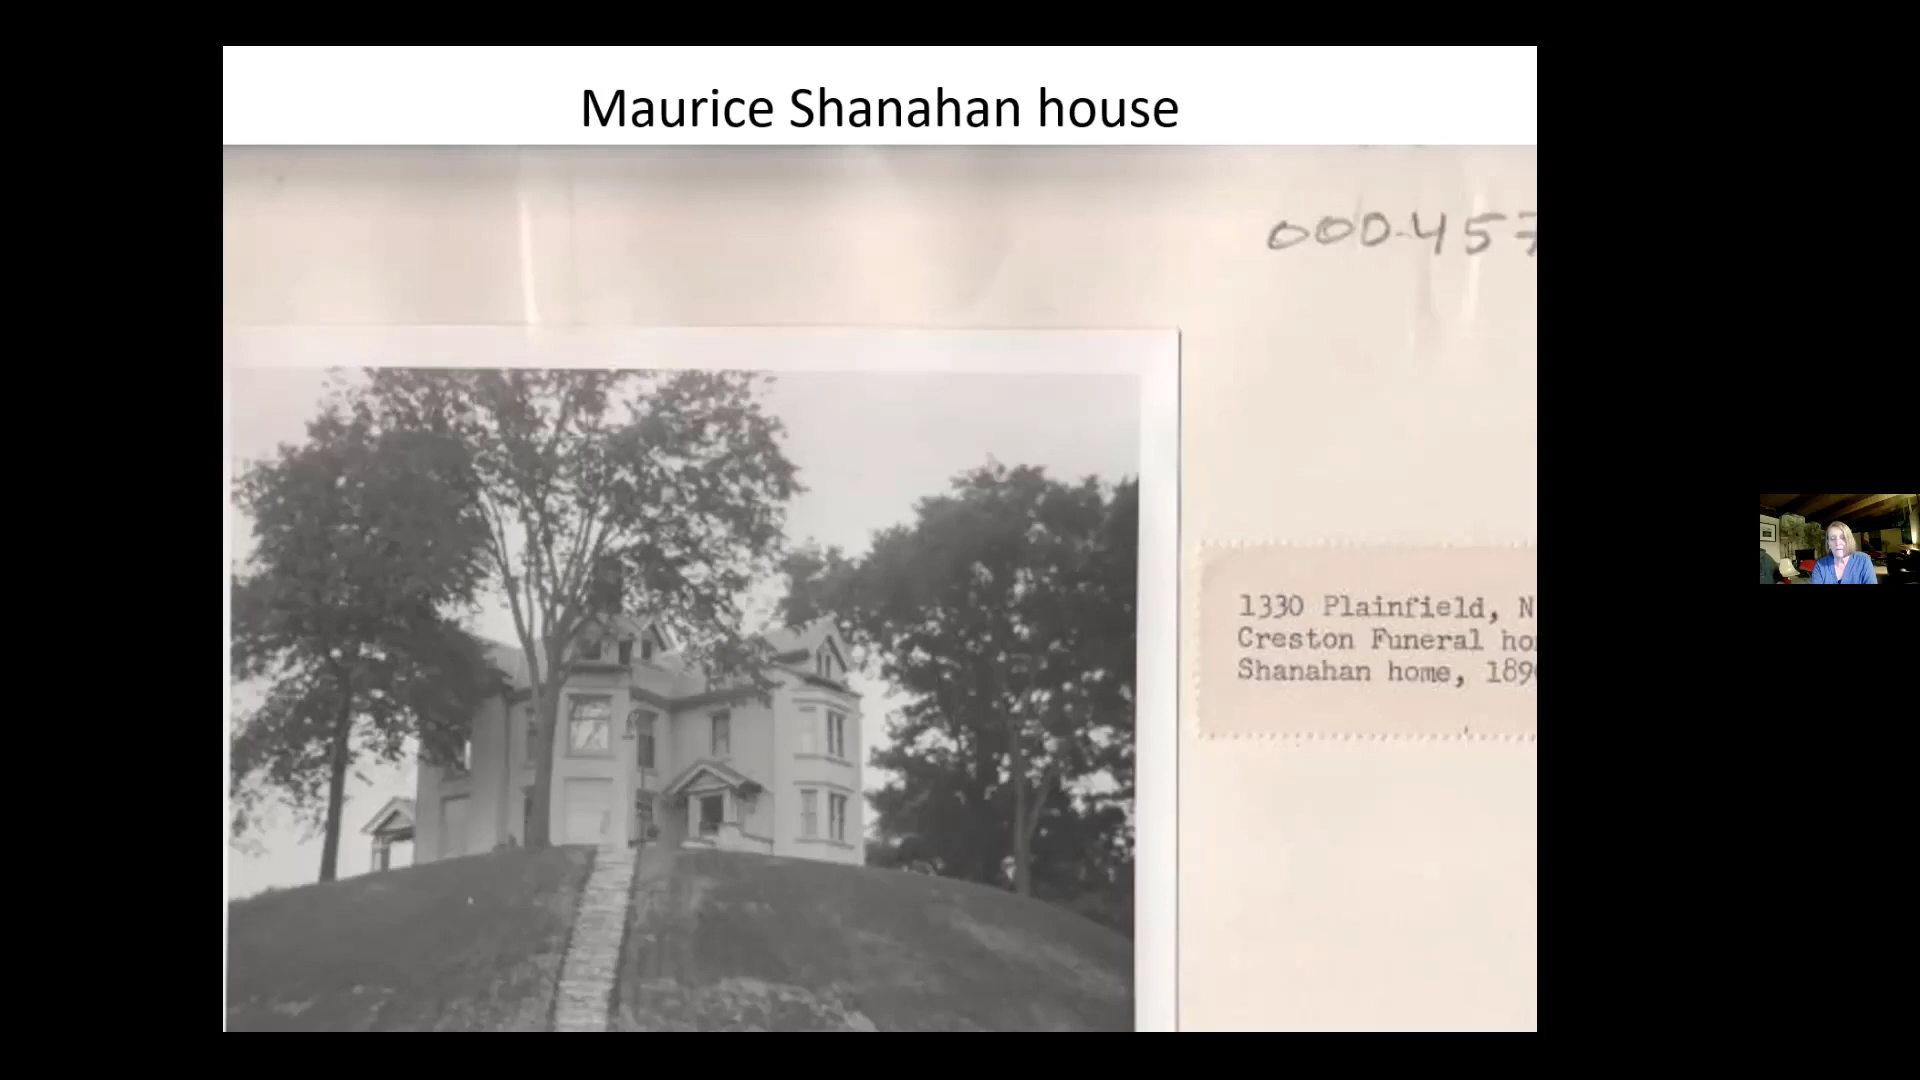 Maurice Shanahan house
000-457
1330 Plainfield, N
Creston Funeral ho
Shanahan home, 189